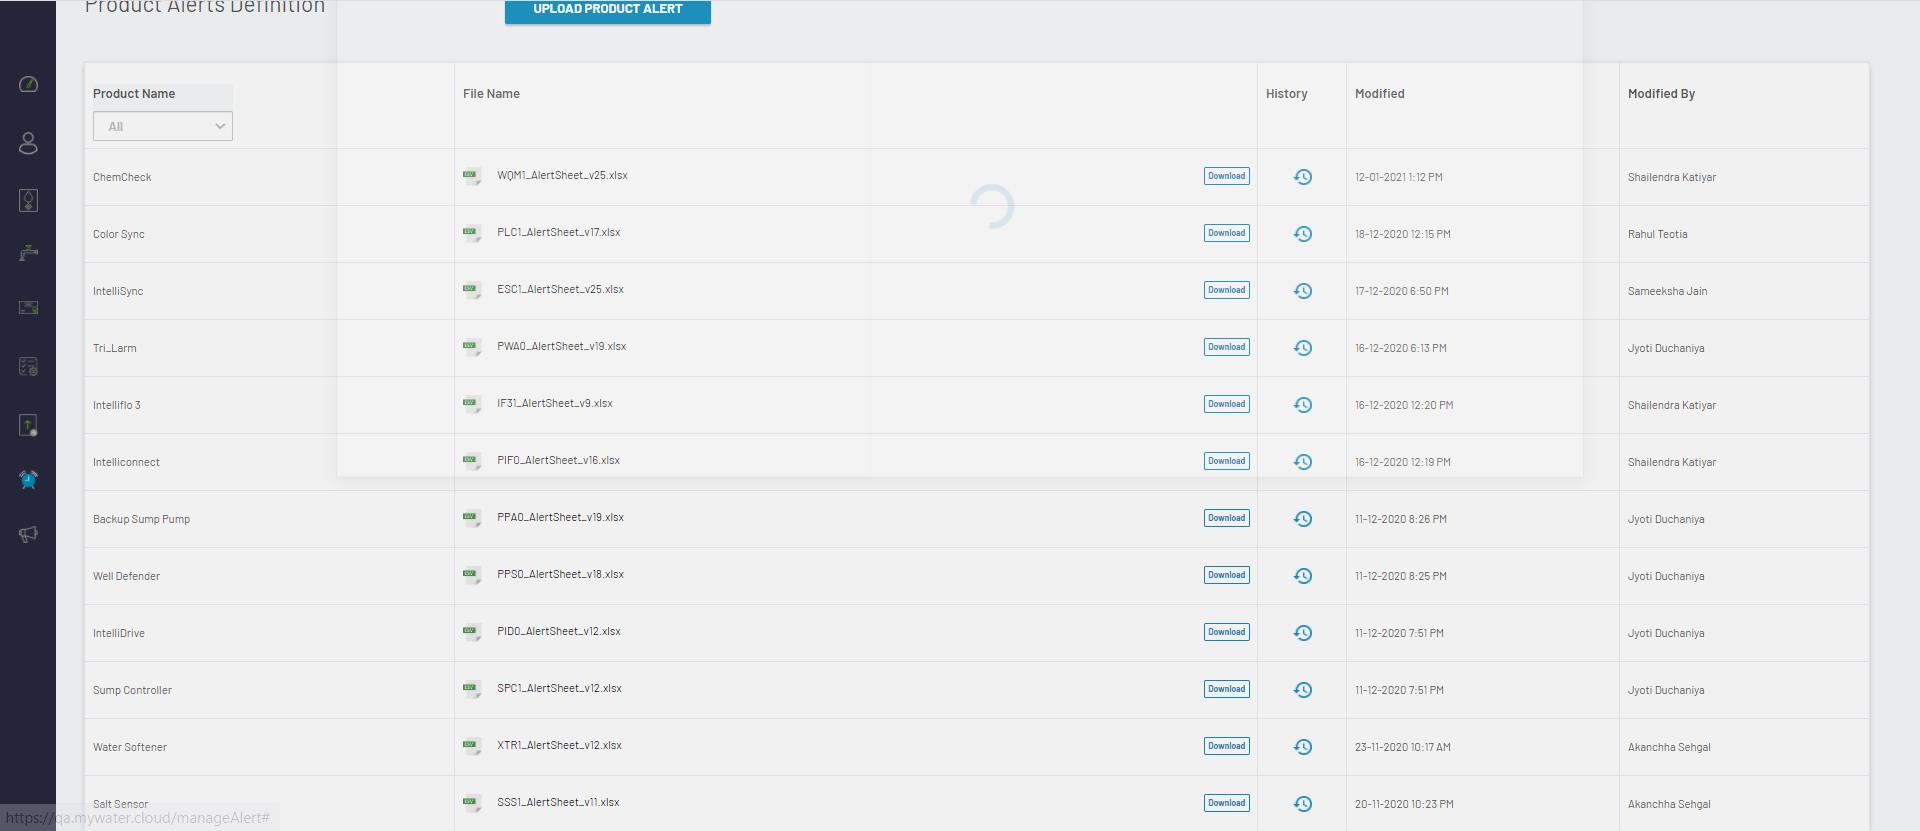 Product Alerts Definition
UPLOAD PRODUCT ALERT
Product Name File Name History Modified Modified By
All
ChemCheck WQM1_AlertSheet_v25.xlsx Download 12-01-2021 1:12 PM Shailendra Katiyar
Color Sync PLC1_AlertSheet_v17.xlsx Download 18-12-2020 12:15 PM Rahul Teotia
IntelliSync ESC1_AlertSheet_v25.xlsx Download 17-12-2020 6:50 PM Sameeksha Jain
Tri_Larm PWA0_AlertSheet_v19.xlsx Download 16-12-2020 6:13 PM Jyoti Duchaniya
Intelliflo 3 IF31_AlertSheet_v9.xlsx Download 16-12-2020 12:20 PM Shailendra Katiyar
Intelliconnect PIF0_AlertSheet_v16.xlsx Download 16-12-2020 12:19 PM Shailendra Katiyar
Backup Sump Pump PPA0_AlertSheet_v19.xlsx Download 11-12-2020 8:26 PM Jyoti Duchaniya
Well Defender PPS0_AlertSheet_v18.xlsx Download 11-12-2020 8:25 PM Jyoti Duchaniya
IntelliDrive PID0_AlertSheet_v12.xlsx Download 11-12-2020 7:51 PM Jyoti Duchaniya
Sump Controller SPC1_AlertSheet_v12.xlsx Download 11-12-2020 7:51 PM Jyoti Duchaniya
Water Softener XTR1_AlertSheet_v12.xlsx Download 23-11-2020 10:17 AM Akanchha Sehgal
Salt Sensor SSS1_AlertSheet_v11.xlsx Download 20-11-2020 10:23 PM Akanchha Sehgal
https://qa.mywater.cloud/manageAlert#